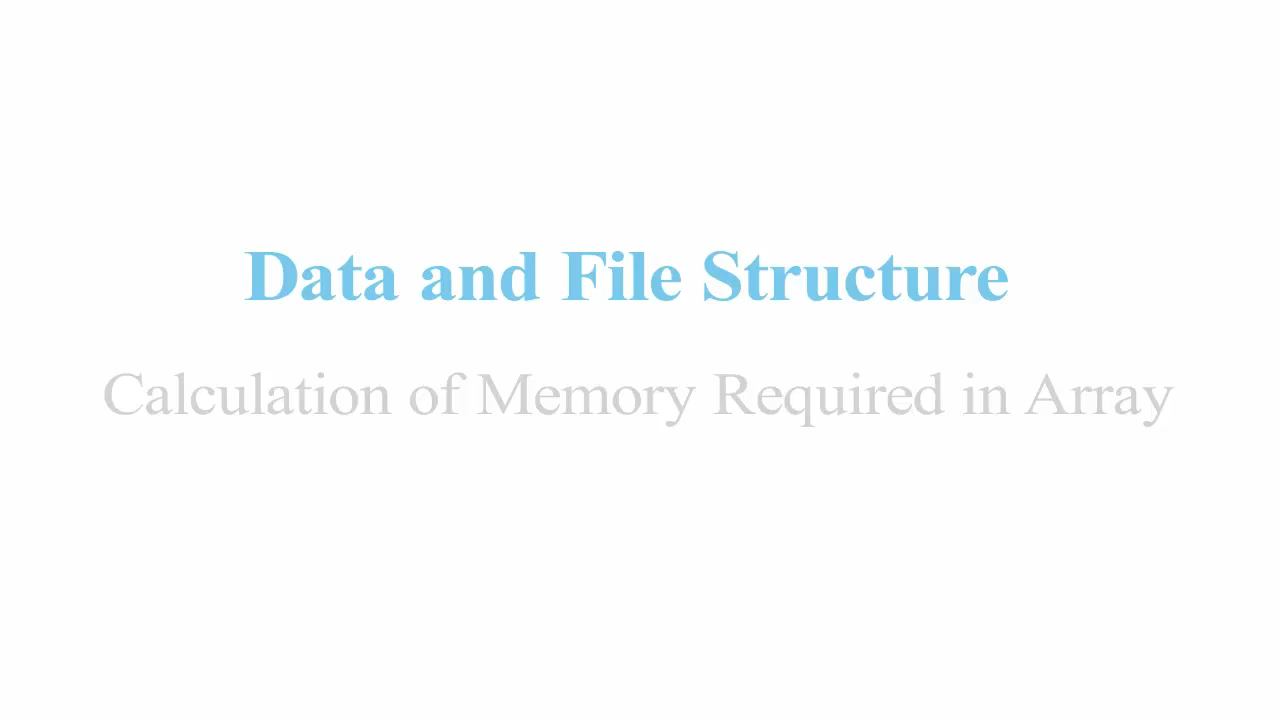 Data and File Structure
Calculation of Memory Required in Array